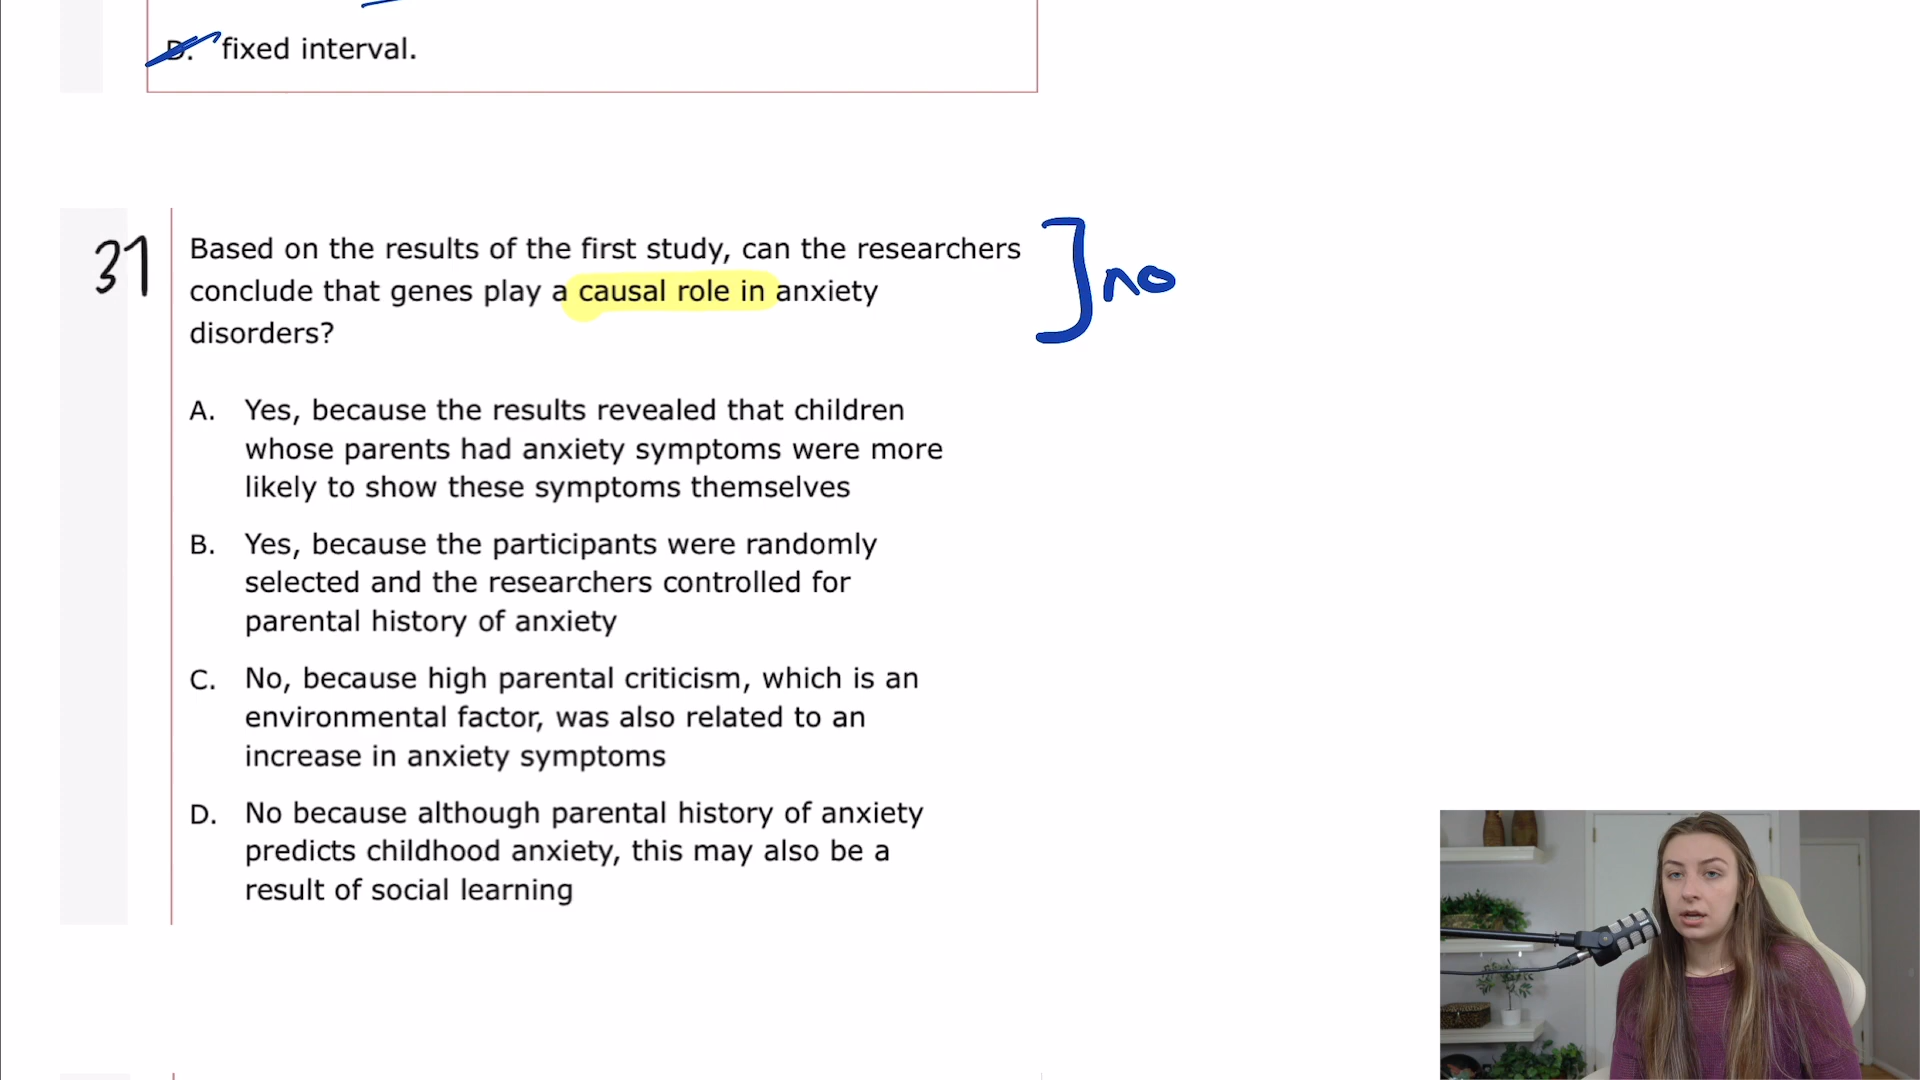 D. fixed interval.
31
Based on the results of the first study, can the researchers
conclude that genes play a causal role in anxiety
disorders?
no
A. Yes, because the results revealed that children
whose parents had anxiety symptoms were more
likely to show these symptoms themselves
B. Yes, because the participants were randomly
selected and the researchers controlled for
parental history of anxiety
C. No, because high parental criticism, which is an
environmental factor, was also related to an
increase in anxiety symptoms
D. No because although parental history of anxiety
predicts childhood anxiety, this may also be a
result of social learning